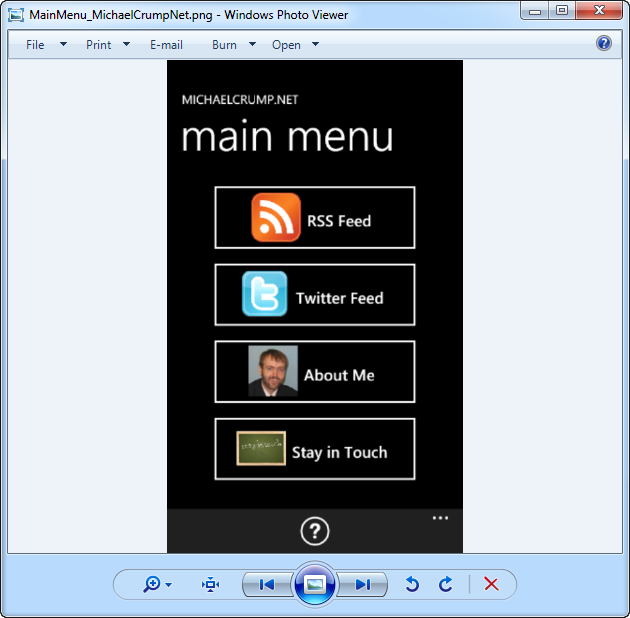 MainMenu_MichaelCrumpNet.png - Windows Photo Viewer
File Print E-mail Burn Open
MICHAELCRUMP.NET
main menu
RSS Feed
Twitter Feed
About Me
Stay in Touch